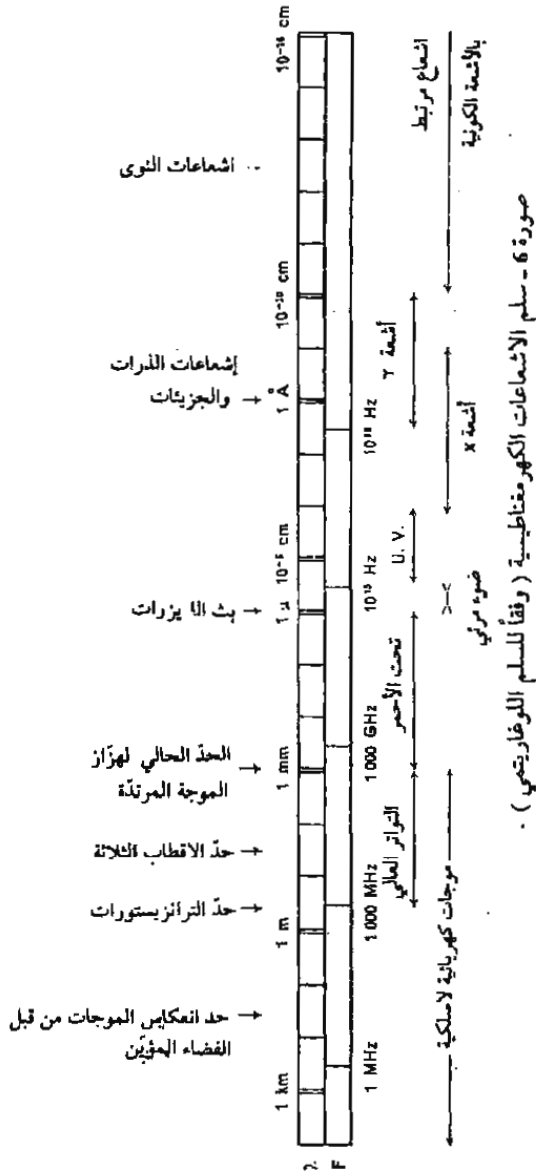 اشعاعات النوى
إشعاعات الذرات
والجزيئات
بث اللايزرات
الحدّ الحالي لهزّاز
الموجة المرتدّة
حدّ الاقطاب الثلاثة
حدّ الترانزيستورات
حد انعكاس الموجات من قبل
الفضاء المؤيّن
λ 1 km 1 m 1 mm 1 μ 10⁻⁵ cm 1 Å 10⁻¹⁰ cm 10⁻¹⁴ cm
F 1 MHz 1 000 MHz 1 000 GHz 10¹⁵ Hz 10¹⁸ Hz
موجات كهربائية لاسلكية
التواتر العالي
تحت الأحمر
ضوء مرئي
U. V.
أشعة X
أشعة γ
اشعاع مرتبط
بالأشعة الكونية
صورة 6 - سلم الاشعاعات الكهرمغناطيسية ( وفقاً للسلم اللوغاريتمي ) .